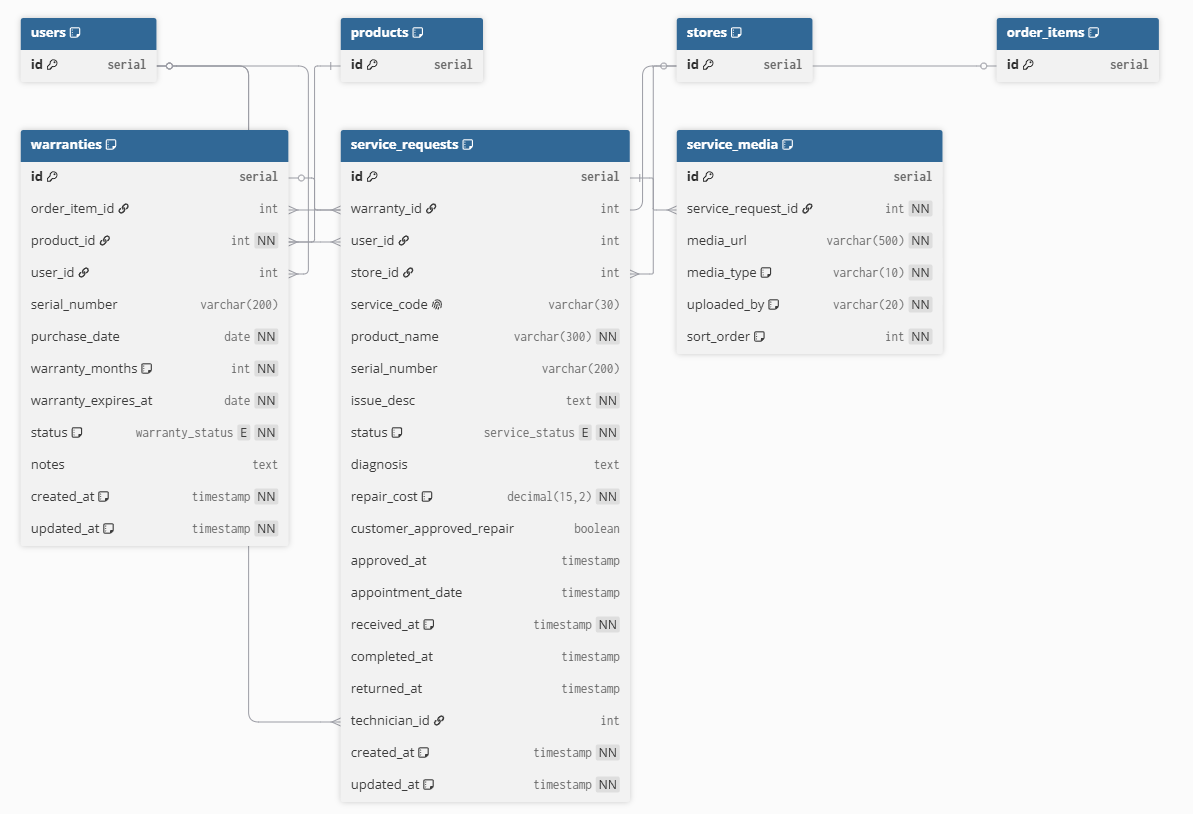 users
id serial
products
id serial
stores
id serial
order_items
id serial
warranties
id serial
order_item_id int
product_id int NN
user_id int
serial_number varchar(200)
purchase_date date NN
warranty_months int NN
warranty_expires_at date NN
status warranty_status E NN
notes text
created_at timestamp NN
updated_at timestamp NN
service_requests
id serial
warranty_id int
user_id int
store_id int
service_code varchar(30)
product_name varchar(300) NN
serial_number varchar(200)
issue_desc text NN
status service_status E NN
diagnosis text
repair_cost decimal(15,2) NN
customer_approved_repair boolean
approved_at timestamp
appointment_date timestamp
received_at timestamp NN
completed_at timestamp
returned_at timestamp
technician_id int
created_at timestamp NN
updated_at timestamp NN
service_media
id serial
service_request_id int NN
media_url varchar(500) NN
media_type varchar(10) NN
uploaded_by varchar(20) NN
sort_order int NN